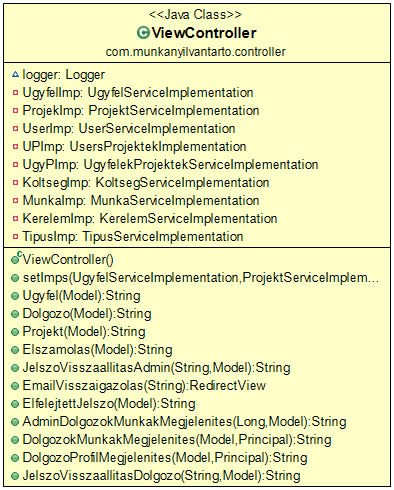 <<Java Class>>
ViewController
com.munkanyilvantarto.controller
logger: Logger
UgyfelImp: UgyfelServiceImplementation
ProjekImp: ProjektServiceImplementation
UserImp: UserServiceImplementation
UPImp: UsersProjektekImplementation
UgyPImp: UgyfelekProjektekServiceImplementation
KoltsegImp: KoltsegServiceImplementation
MunkaImp: MunkaServiceImplementation
KerelemImp: KerelemServiceImplementation
TipusImp: TipusServiceImplementation
ViewController()
setImps(UgyfelServiceImplementation,ProjektServiceImplem...
Ugyfel(Model):String
Dolgozo(Model):String
Projekt(Model):String
Elszamolas(Model):String
JelszoVisszaallitasAdmin(String,Model):String
EmailVisszaigazolas(String):RedirectView
ElfelejtettJelszo(Model):String
AdminDolgozokMunkakMegjelenites(Long,Model):String
DolgozokMunkakMegjelenites(Model,Principal):String
DolgozoProfilMegjelenites(Model,Principal):String
JelszoVisszaallitasDolgozo(String,Model):String